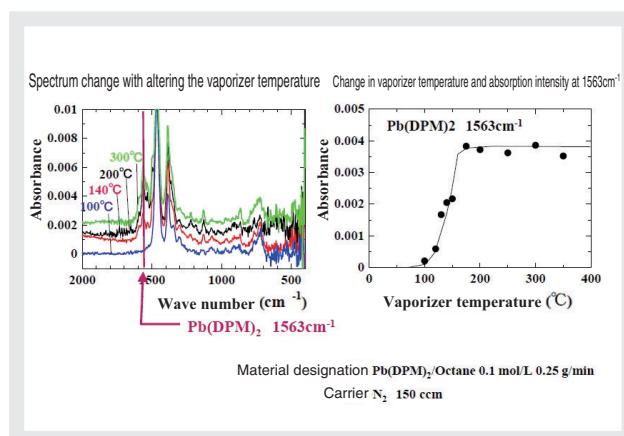 Spectrum change with altering the vaporizer temperature
Absorbance
0.01
0.008
0.006
0.004
0.002
0
300℃
200℃
140℃
100℃
2000
1500
1000
500
Wave number (cm -1)
Pb(DPM)2 1563cm-1
Change in vaporizer temperature and absorption intensity at 1563cm-1
Absorbance
0.005
0.004
0.003
0.002
0.001
0
Pb(DPM)2 1563cm-1
0
100
200
300
400
Vaporizer temperature (℃)
Material designation Pb(DPM)2/Octane 0.1 mol/L 0.25 g/min
Carrier N2 150 ccm